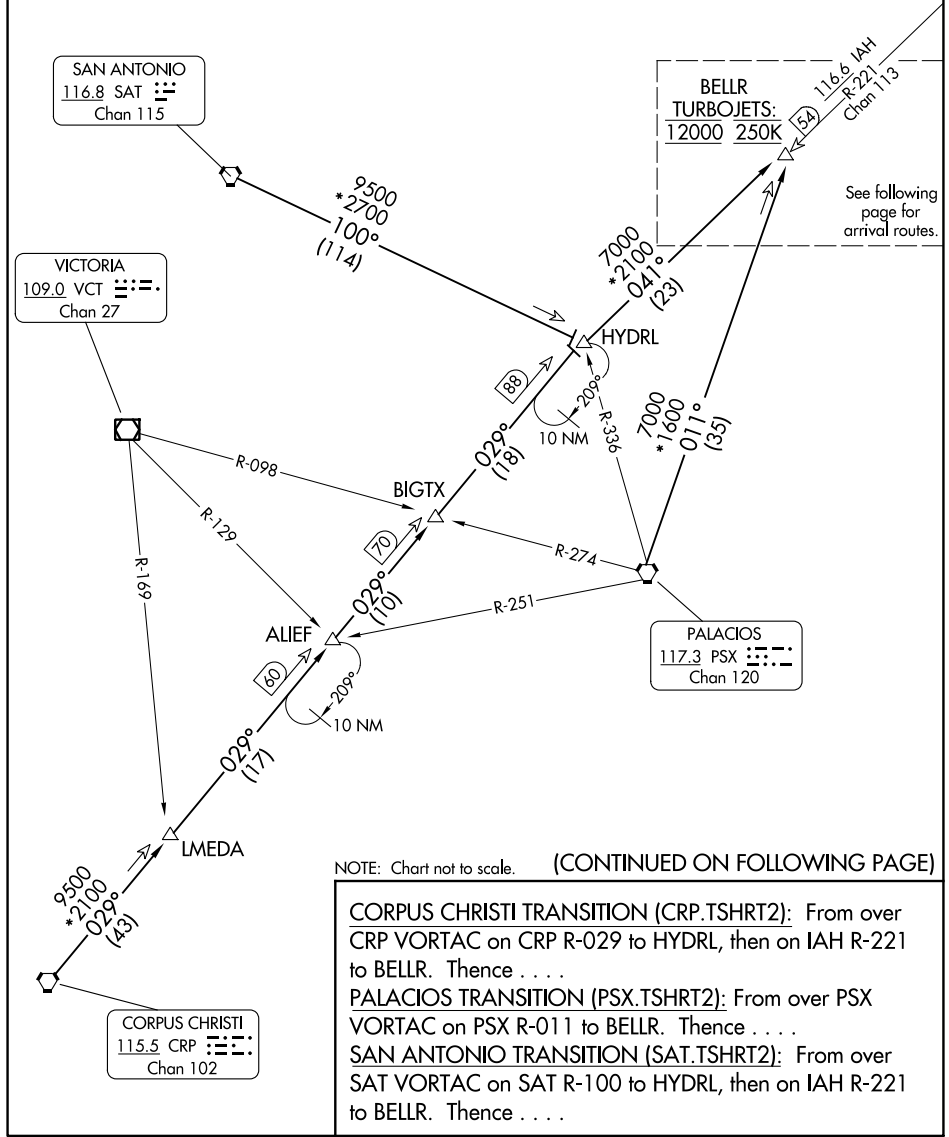 SAN ANTONIO
116.8 SAT
Chan 115
BELLR
TURBOJETS:
12000 250K
54
116.6 IAH
R-221
Chan 113
See following
page for
arrival routes.
9500
*2700
100°
(114)
VICTORIA
109.0 VCT
Chan 27
7000
*2100
041°
(23)
HYDRL
88
209°
10 NM
R-336
7000
*1600
011°
(35)
029°
(18)
R-098
BIGTX
R-129
R-169
70
R-274
029°
(10)
R-251
ALIEF
60
209°
10 NM
PALACIOS
117.3 PSX
Chan 120
029°
(17)
LMEDA
9500
*2100
029°
(43)
CORPUS CHRISTI
115.5 CRP
Chan 102
NOTE: Chart not to scale.
(CONTINUED ON FOLLOWING PAGE)
CORPUS CHRISTI TRANSITION (CRP.TSHRT2): From over
CRP VORTAC on CRP R-029 to HYDRL, then on IAH R-221
to BELLR. Thence . . . .
PALACIOS TRANSITION (PSX.TSHRT2): From over PSX
VORTAC on PSX R-011 to BELLR. Thence . . . .
SAN ANTONIO TRANSITION (SAT.TSHRT2): From over
SAT VORTAC on SAT R-100 to HYDRL, then on IAH R-221
to BELLR. Thence . . . .